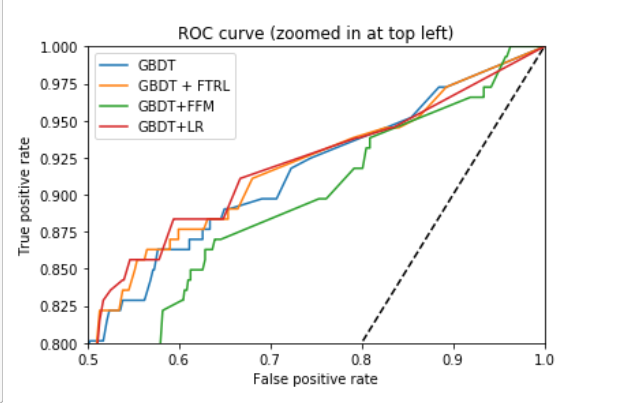 ROC curve (zoomed in at top left)
1.000
0.975
0.950
0.925
0.900
0.875
0.850
0.825
0.800
True positive rate
GBDT
GBDT + FTRL
GBDT+FFM
GBDT+LR
0.5 0.6 0.7 0.8 0.9 1.0
False positive rate